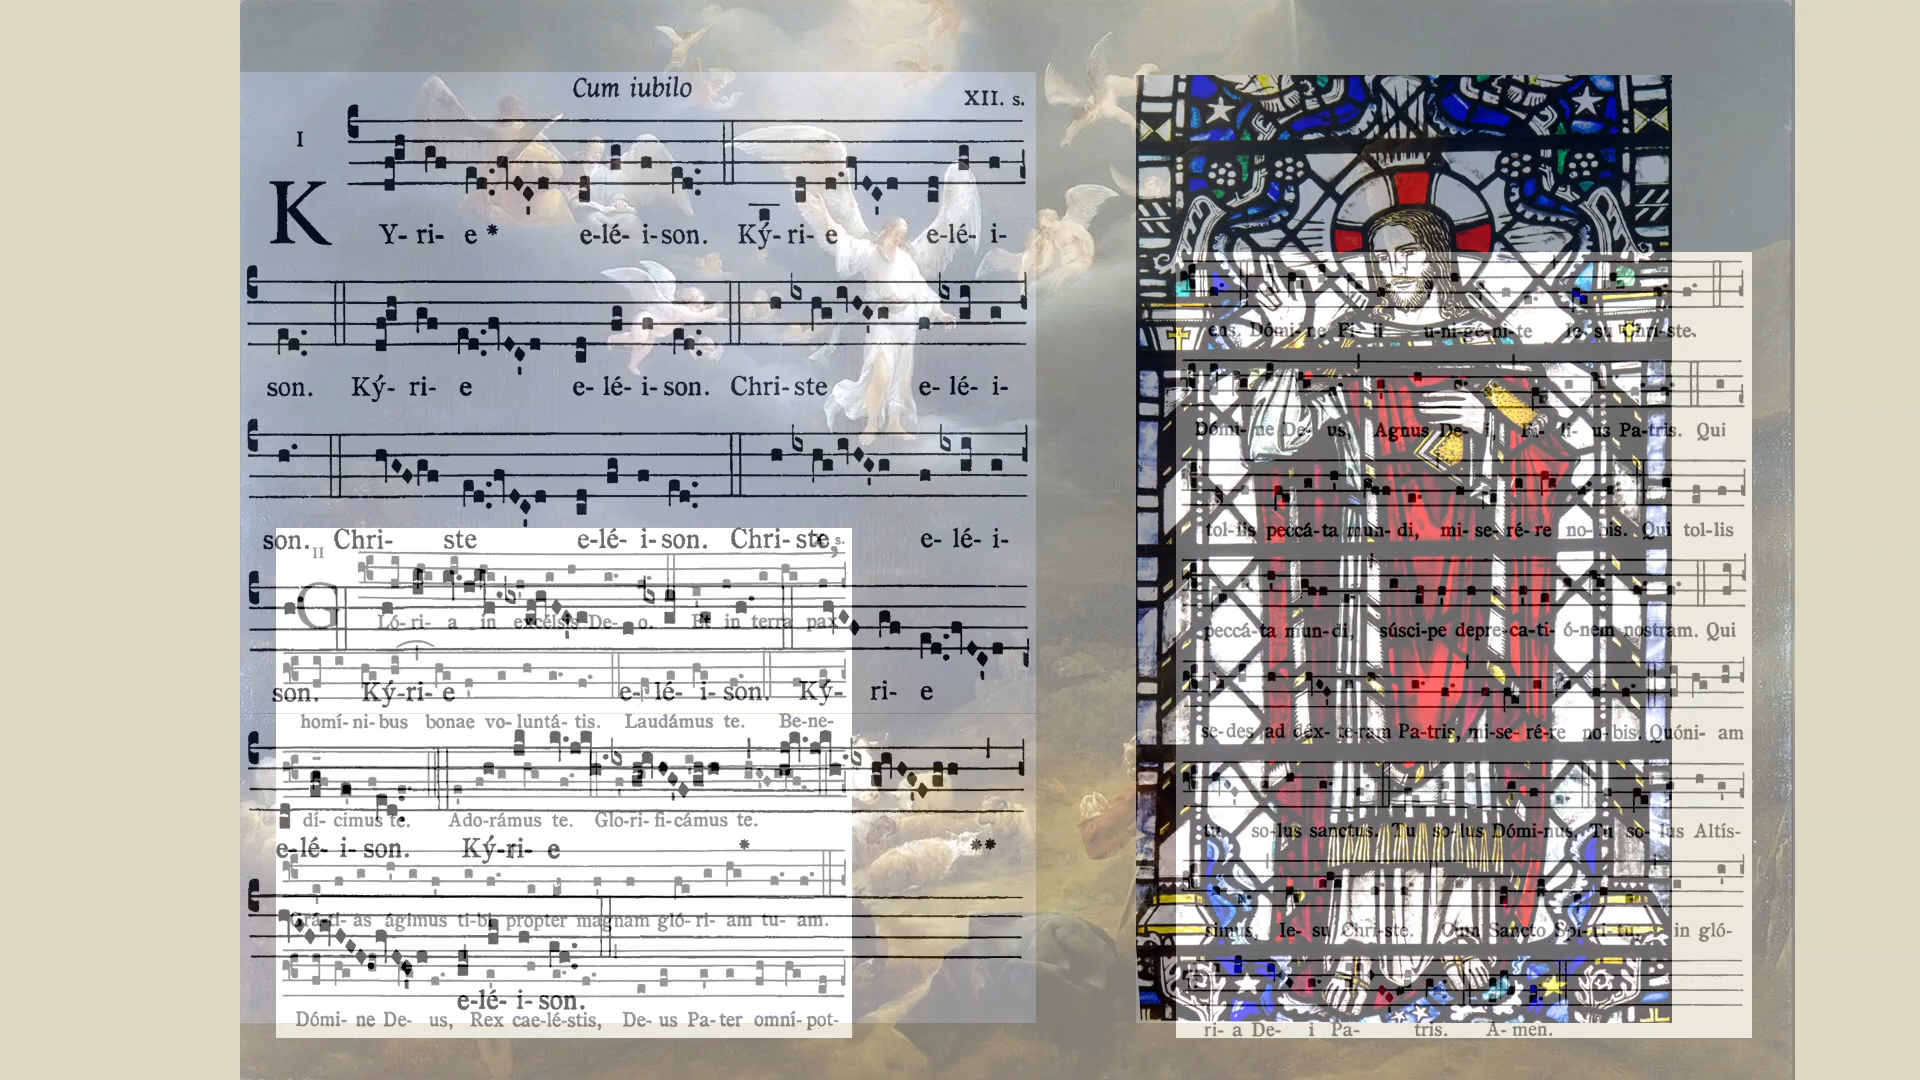 Cum iubilo
XII. s.
I
KY- ri- e * e-lé- i-son. Ký- ri- e e-lé- i-
son. Ký- ri- e e- lé- i- son. Chri- ste e- lé- i-
son. Chri- ste e-lé- i- son. Chri- ste, e- lé- i-
son. Ký-ri- e e- lé- i- son. Ký- ri- e
e-lé- i- son. Ký-ri- e * **
e-lé- i- son.
II
s.
GLó- ri- a in excélsis De- o. Et in terra pax
homí- ni- bus bonae vo- luntá- tis. Laudámus te. Be-ne-
dí- cimus te. Ado-rámus te. Glo-ri- fi-cámus te.
Grá-ti- as ágimus ti-bi propter magnam gló- ri- am tu- am.
Dómi- ne De- us, Rex cae-lé-stis, De- us Pa-ter omní-pot-
ens. Dómi- ne Fi- li u-ni-gé-ni-te Ie- su Chri-ste.
Dómi- ne De- us, Agnus De- i, Fi- li- us Pa-tris. Qui
tol-lis peccá-ta mun- di, mi- se- ré- re no- bis. Qui tol-lis
peccá-ta mun-di, súsci-pe depre-ca-ti- ó-nem nostram. Qui
se-des ad déx- te-ram Pa-tris, mi-se- ré-re no-bis. Quóni- am
tu so-lus sanctus. Tu so-lus Dómi-nus. Tu so- lus Altís-
simus, Ie- su Chri-ste. Cum Sancto Spí-ri-tu, in gló-
ri- a De- i Pa- tris. A- men.